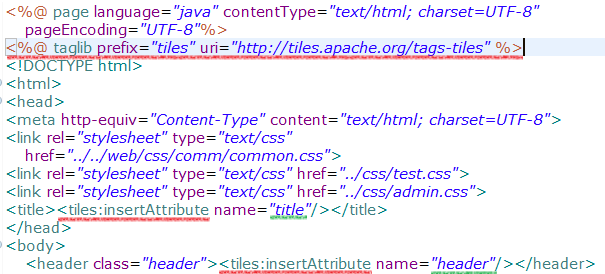 <%@ page language="java" contentType="text/html; charset=UTF-8"
pageEncoding="UTF-8"%>
<%@ taglib prefix="tiles" uri="http://tiles.apache.org/tags-tiles" %>
<!DOCTYPE html>
<html>
<head>
<meta http-equiv="Content-Type" content="text/html; charset=UTF-8">
<link rel="stylesheet" type="text/css"
href="../../web/css/comm/common.css">
<link rel="stylesheet" type="text/css" href="../css/test.css">
<link rel="stylesheet" type="text/css" href="../css/admin.css">
<title><tiles:insertAttribute name="title"/></title>
</head>
<body>
<header class="header"><tiles:insertAttribute name="header"/></header>